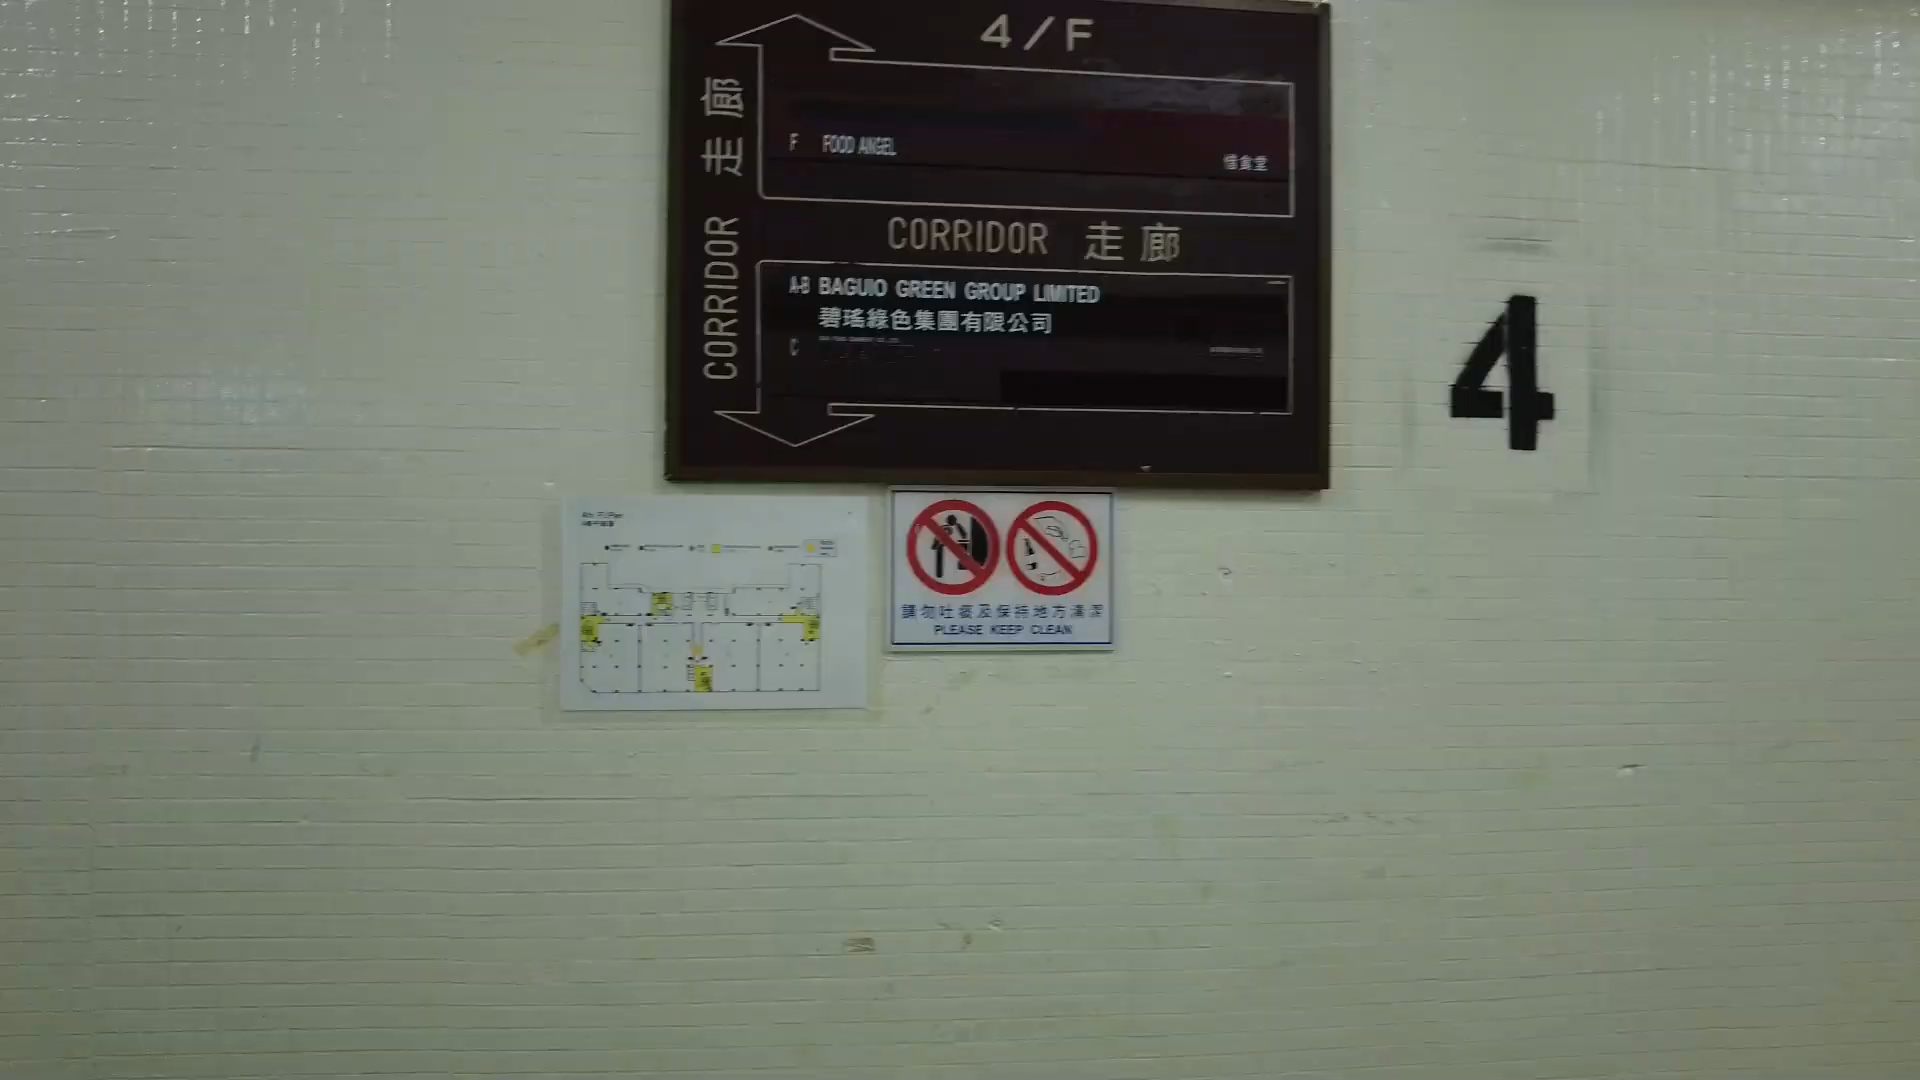 4/F
走廊
CORRIDOR
F FOOD ANGEL 惜食堂
CORRIDOR 走廊
A-B BAGUIO GREEN GROUP LIMITED
碧瑤綠色集團有限公司
C
4
請勿吐痰及保持地方清潔
PLEASE KEEP CLEAN